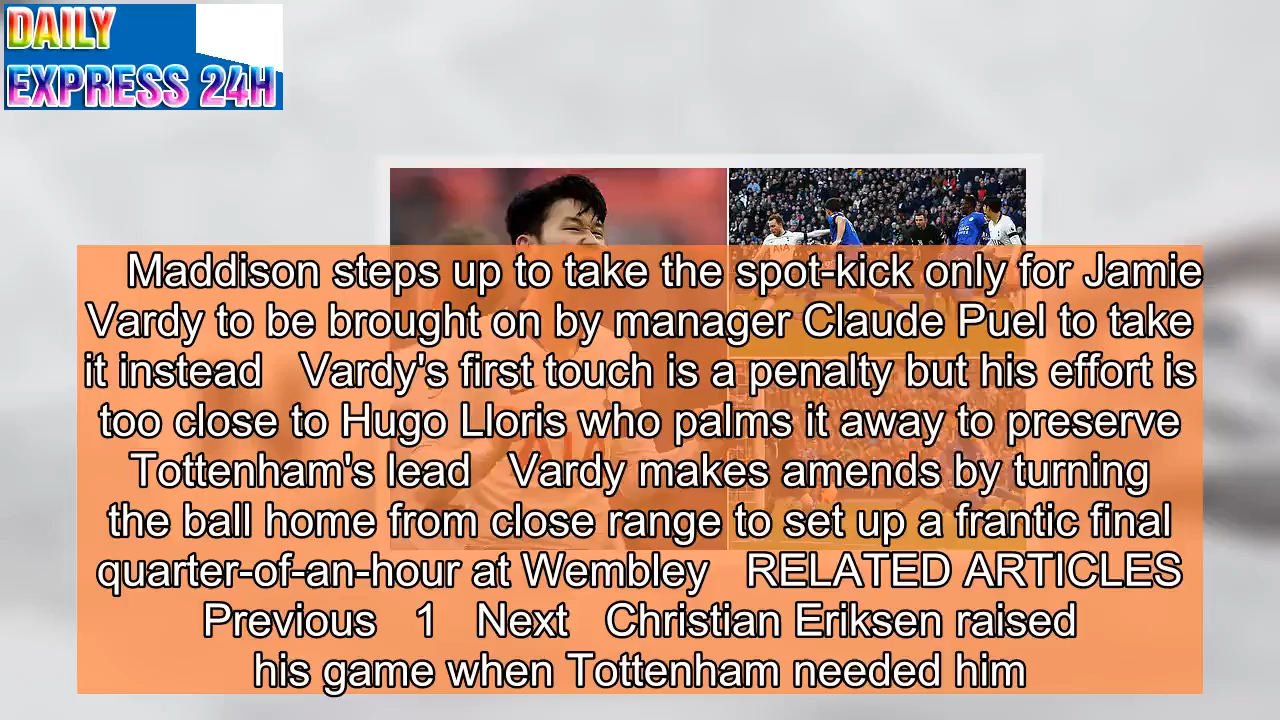 DAILY
EXPRESS 24H
Maddison steps up to take the spot-kick only for Jamie
Vardy to be brought on by manager Claude Puel to take
it instead   Vardy's first touch is a penalty but his effort is
too close to Hugo Lloris who palms it away to preserve
Tottenham's lead   Vardy makes amends by turning
the ball home from close range to set up a frantic final
quarter-of-an-hour at Wembley   RELATED ARTICLES
Previous   1   Next   Christian Eriksen raised
his game when Tottenham needed him